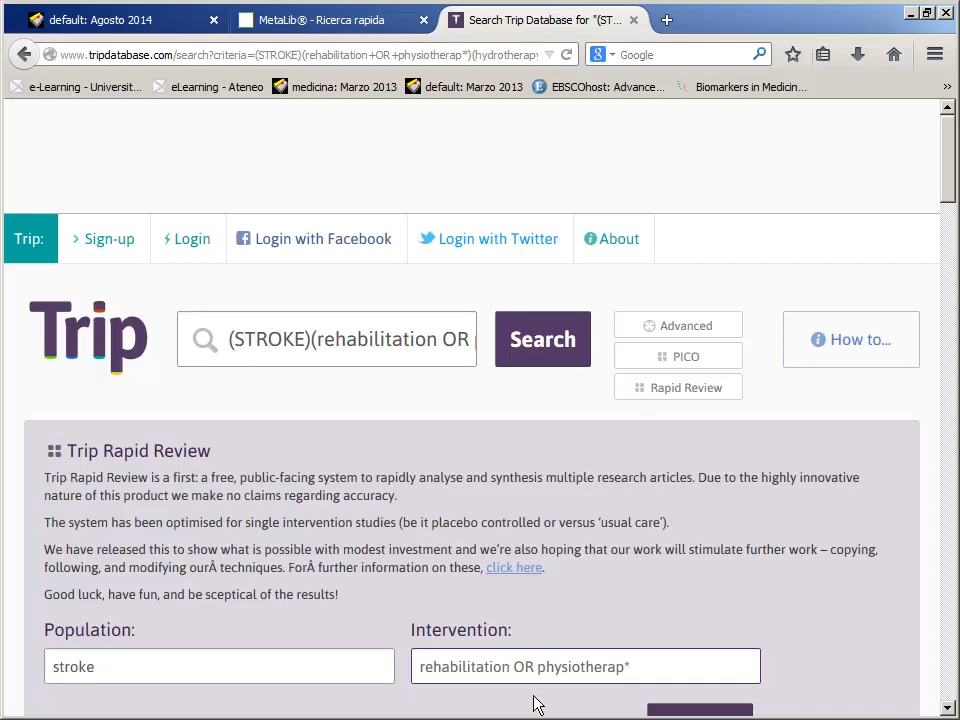 default: Agosto 2014
MetaLib® - Ricerca rapida
Search Trip Database for "(ST...
www.tripdatabase.com/search?criteria=(STROKE)(rehabilitation+OR+physiotherap*)(hydrotherapy
Google
e-Learning - Universit...
eLearning - Ateneo
medicina: Marzo 2013
default: Marzo 2013
EBSCOhost: Advance...
Biomarkers in Medicin...
Trip:
Sign-up
Login
Login with Facebook
Login with Twitter
About
Trip
(STROKE)(rehabilitation OR
Search
Advanced
PICO
Rapid Review
How to...
Trip Rapid Review
Trip Rapid Review is a first: a free, public-facing system to rapidly analyse and synthesis multiple research articles. Due to the highly innovative
nature of this product we make no claims regarding accuracy.
The system has been optimised for single intervention studies (be it placebo controlled or versus ‘usual care’).
We have released this to show what is possible with modest investment and we’re also hoping that our work will stimulate further work – copying,
following, and modifying ourÂ techniques. ForÂ further information on these, click here.
Good luck, have fun, and be sceptical of the results!
Population:
Intervention:
stroke
rehabilitation OR physiotherap*